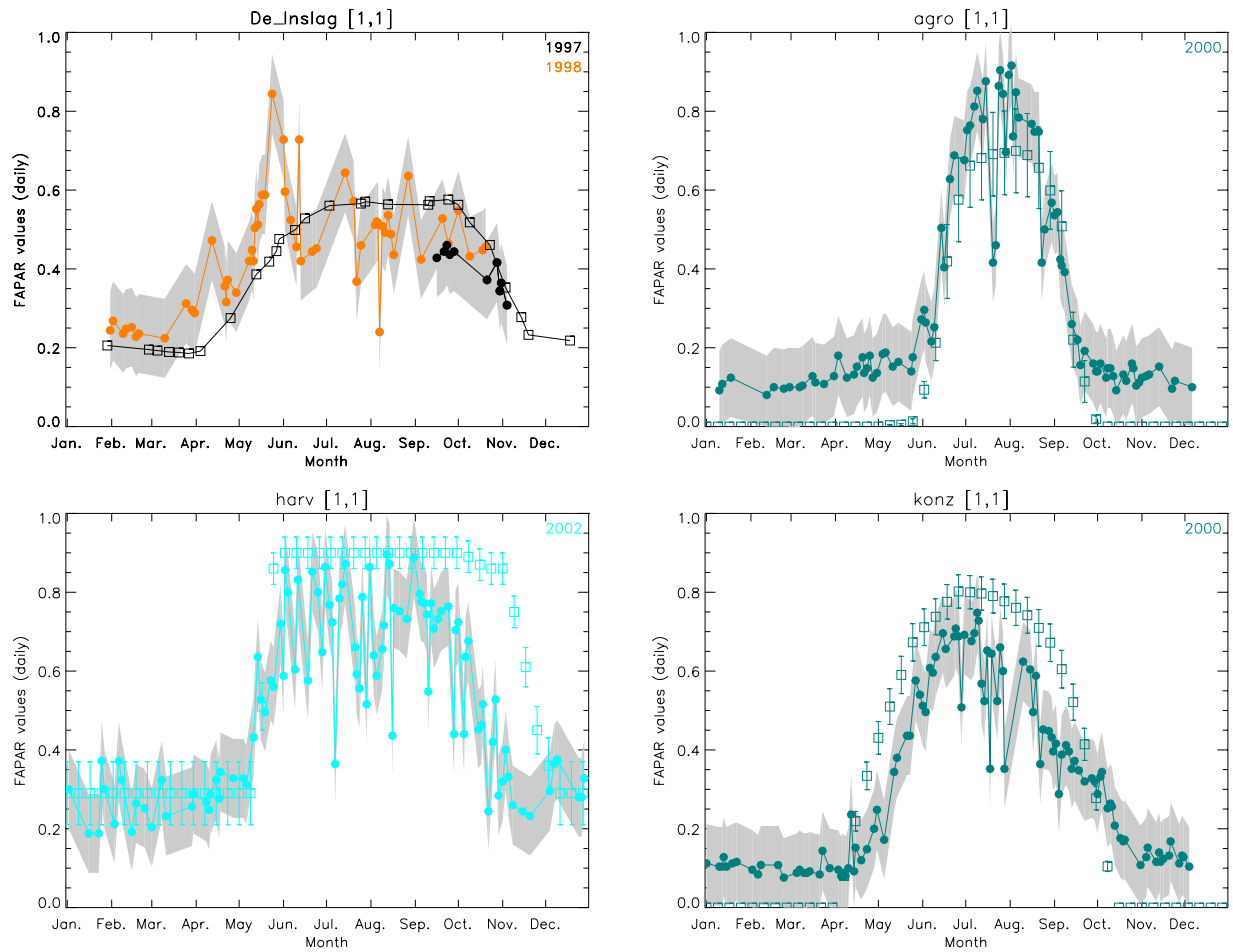 De_Inslag [1,1]
1997
1998
1.0
0.8
0.6
0.4
0.2
0.0
FAPAR values (daily)
Jan. Feb. Mar. Apr. May Jun. Jul. Aug. Sep. Oct. Nov. Dec.
Month
agro [1,1]
2000
1.0
0.8
0.6
0.4
0.2
0.0
FAPAR values (daily)
Jan. Feb. Mar. Apr. May Jun. Jul. Aug. Sep. Oct. Nov. Dec.
Month
harv [1,1]
2002
1.0
0.8
0.6
0.4
0.2
0.0
FAPAR values (daily)
Jan. Feb. Mar. Apr. May Jun. Jul. Aug. Sep. Oct. Nov. Dec.
Month
konz [1,1]
2000
1.0
0.8
0.6
0.4
0.2
0.0
FAPAR values (daily)
Jan. Feb. Mar. Apr. May Jun. Jul. Aug. Sep. Oct. Nov. Dec.
Month